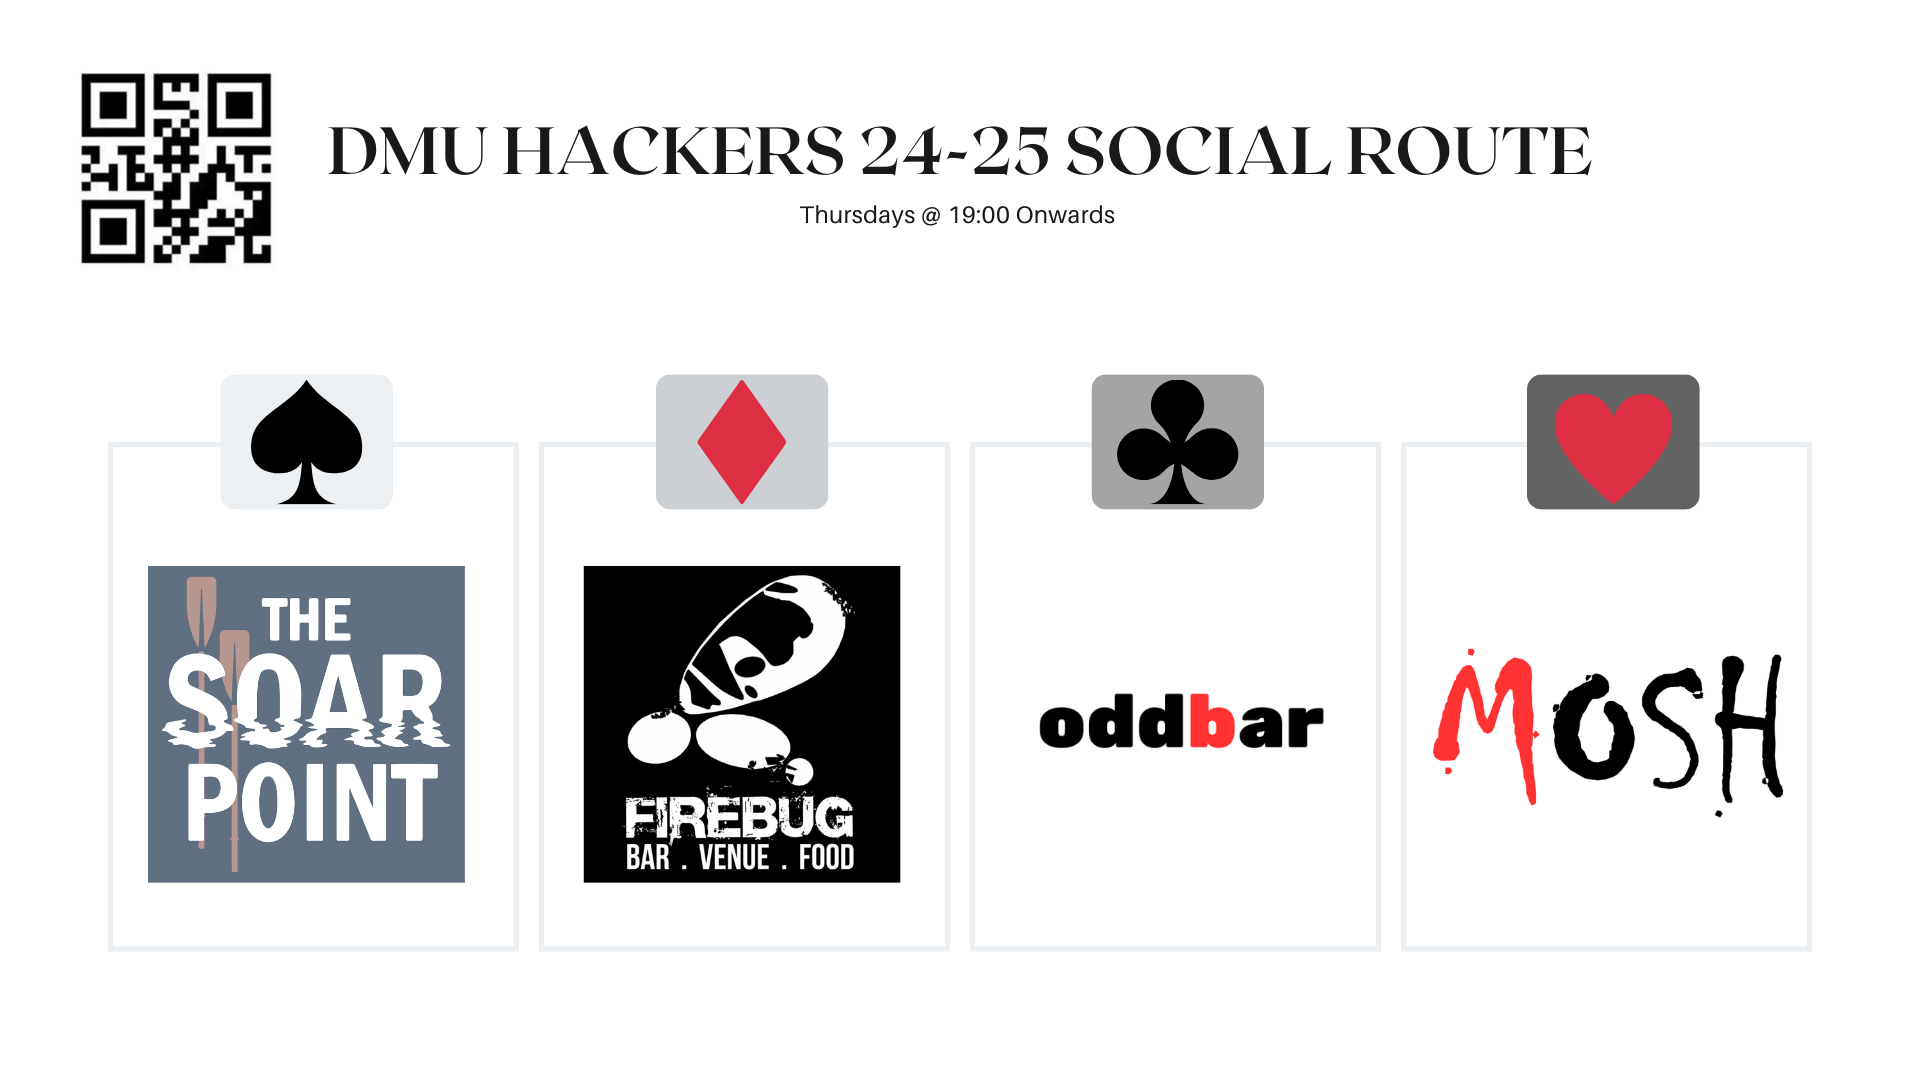 DMU HACKERS 24-25 SOCIAL ROUTE
Thursdays @ 19:00 Onwards
THE
SOAR
POINT
FIREBUG
BAR . VENUE . FOOD
oddbar
MOSH